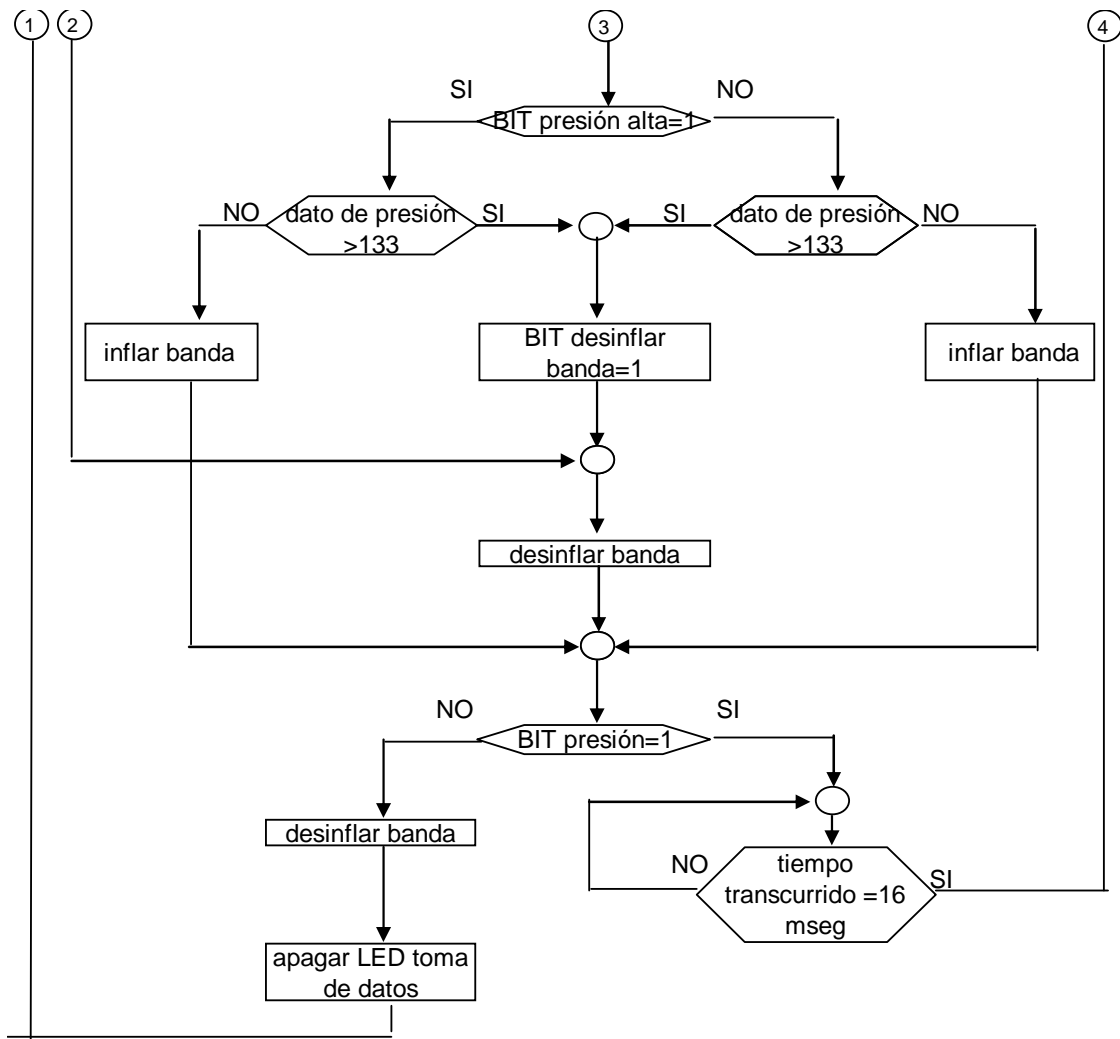 1 2 3 4
SI NO
BIT presión alta=1
NO dato de presión SI SI dato de presión NO
>133 >133
inflar banda BIT desinflar inflar banda
banda=1
desinflar banda
NO SI
BIT presión=1
desinflar banda
NO tiempo SI
transcurrido =16
mseg
apagar LED toma
de datos